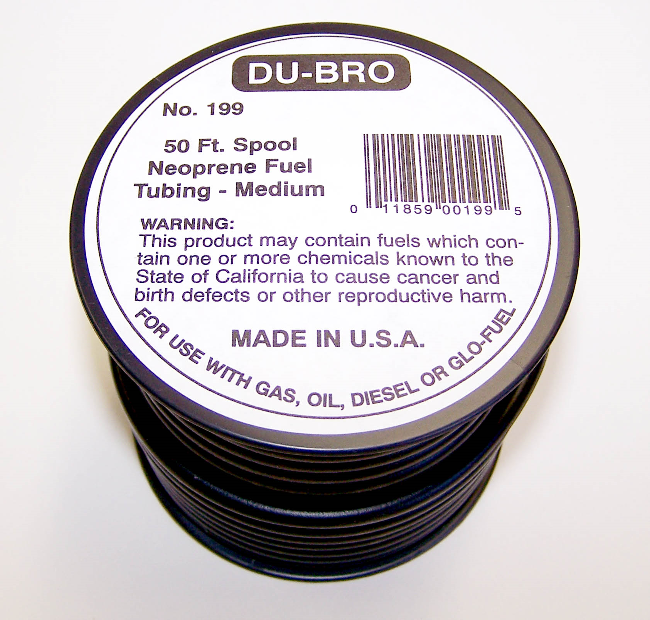 DU-BRO
No. 199
50 Ft. Spool
Neoprene Fuel
Tubing - Medium
0 11859 00199 5
WARNING:
This product may contain fuels which con-
tain one or more chemicals known to the
State of California to cause cancer and
birth defects or other reproductive harm.
MADE IN U.S.A.
FOR USE WITH GAS, OIL, DIESEL OR GLO-FUEL